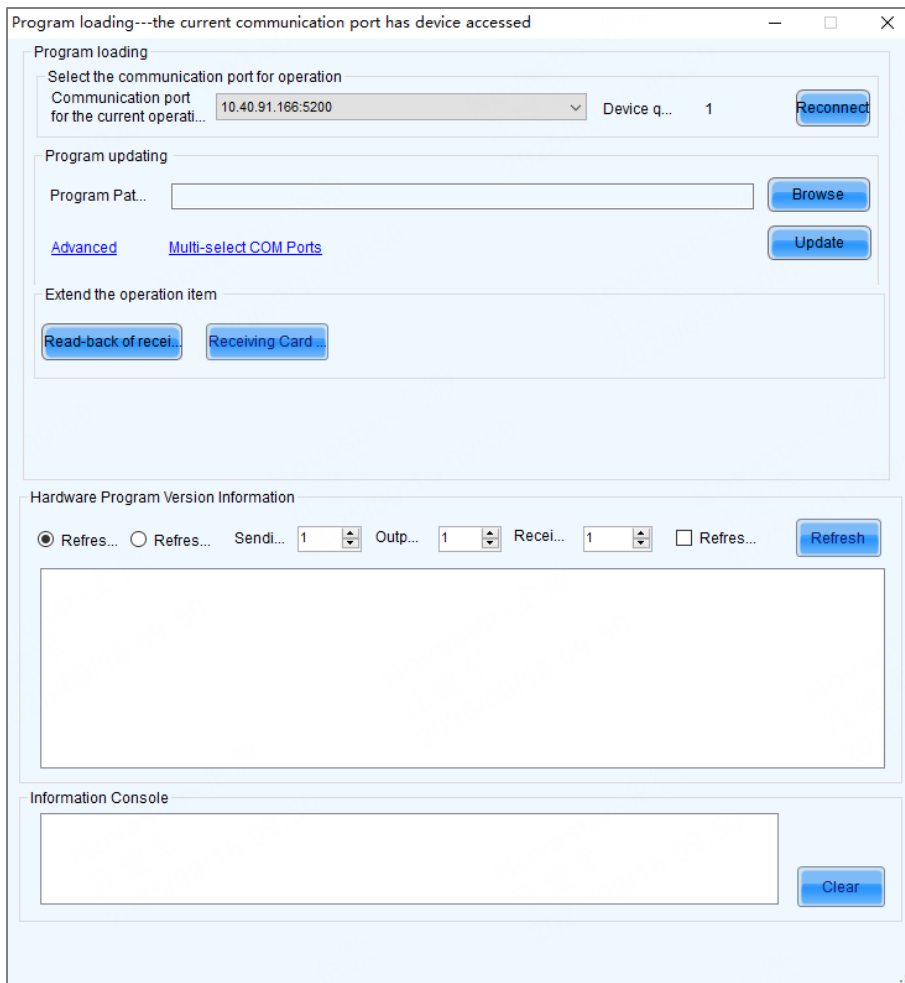 Program loading---the current communication port has device accessed
Program loading
Select the communication port for operation
Communication port
for the current operati...
10.40.91.166:5200
Device q...
1
Reconnect
Program updating
Program Pat...
Browse
Advanced
Multi-select COM Ports
Update
Extend the operation item
Read-back of recei...
Receiving Card ...
Hardware Program Version Information
Refres...
Refres...
Sendi...
1
Outp...
1
Recei...
1
Refres...
Refresh
Information Console
Clear